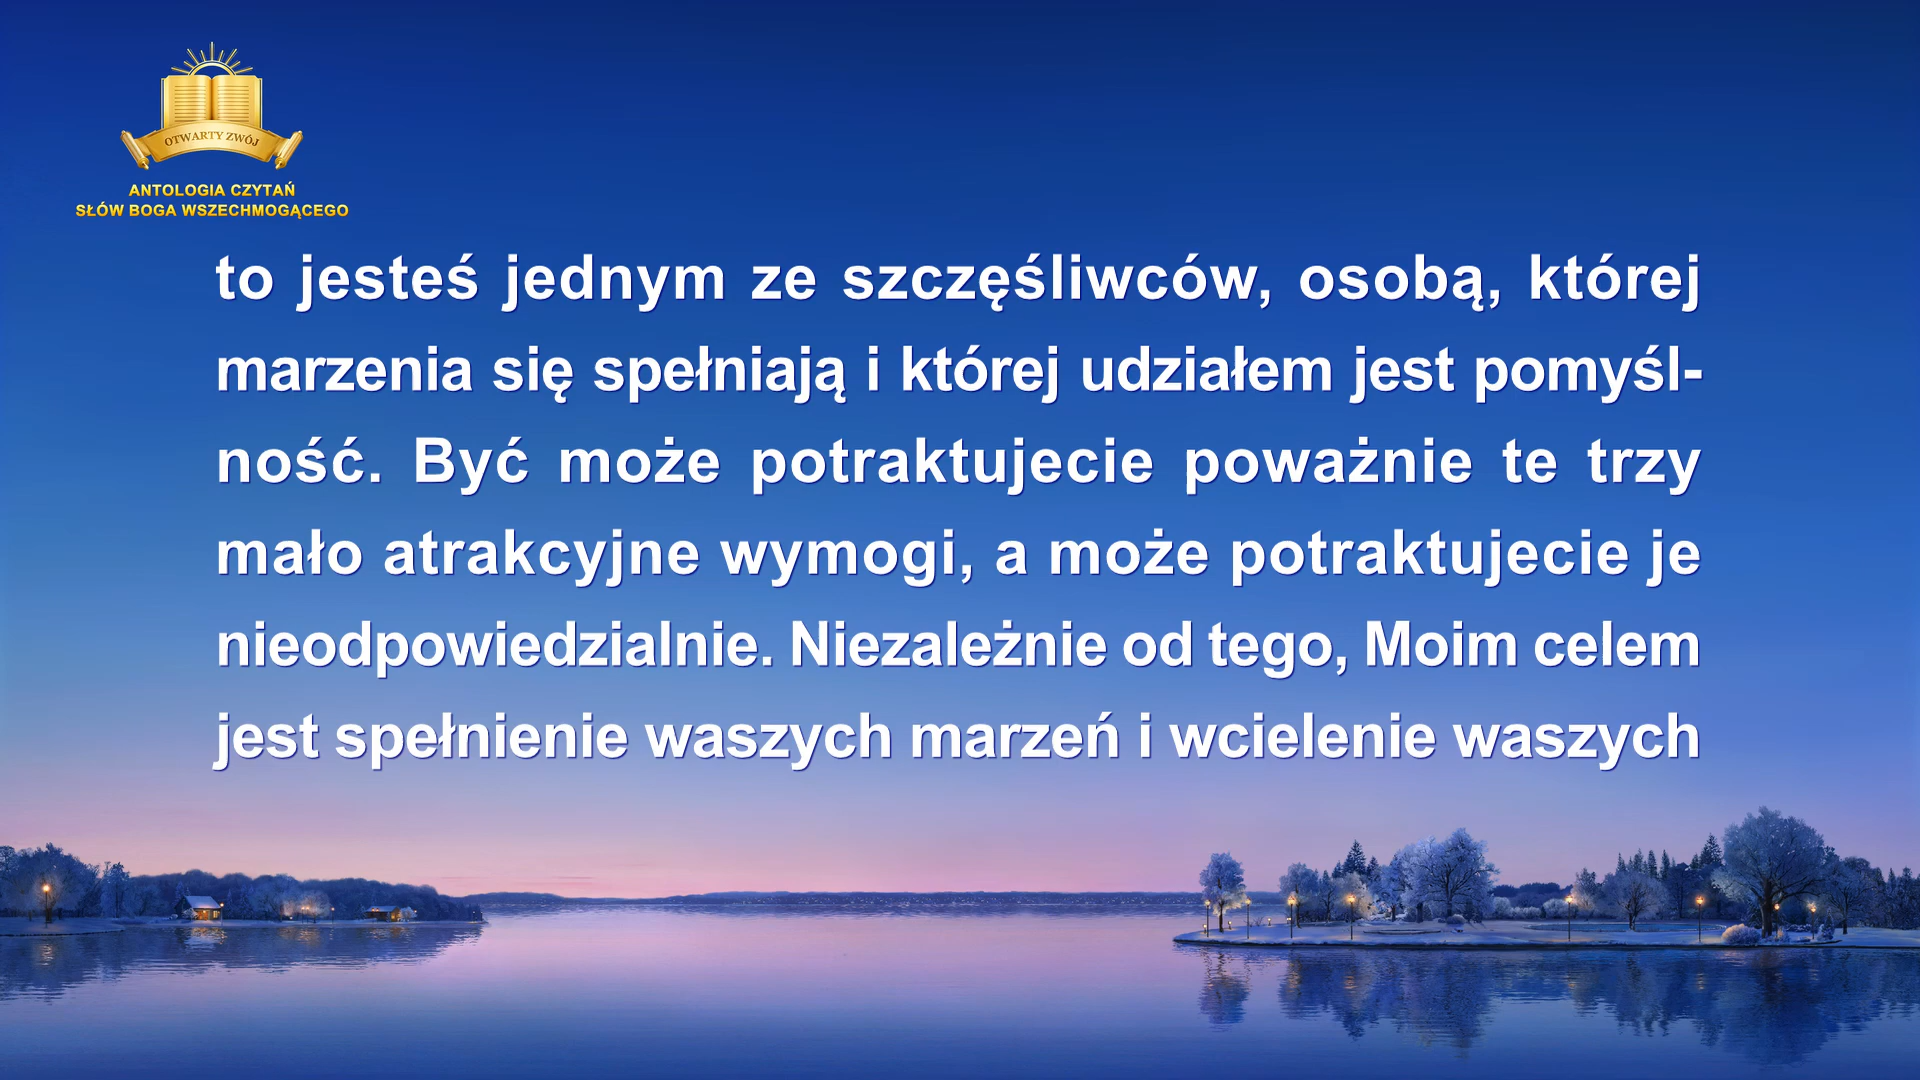 OTWARTY ZWÓJ
ANTOLOGIA CZYTAŃ
SŁÓW BOGA WSZECHMOGĄCEGO
to jesteś jednym ze szczęśliwców, osobą, której
marzenia się spełniają i której udziałem jest pomyśl-
ność. Być może potraktujecie poważnie te trzy
mało atrakcyjne wymogi, a może potraktujecie je
nieodpowiedzialnie. Niezależnie od tego, Moim celem
jest spełnienie waszych marzeń i wcielenie waszych